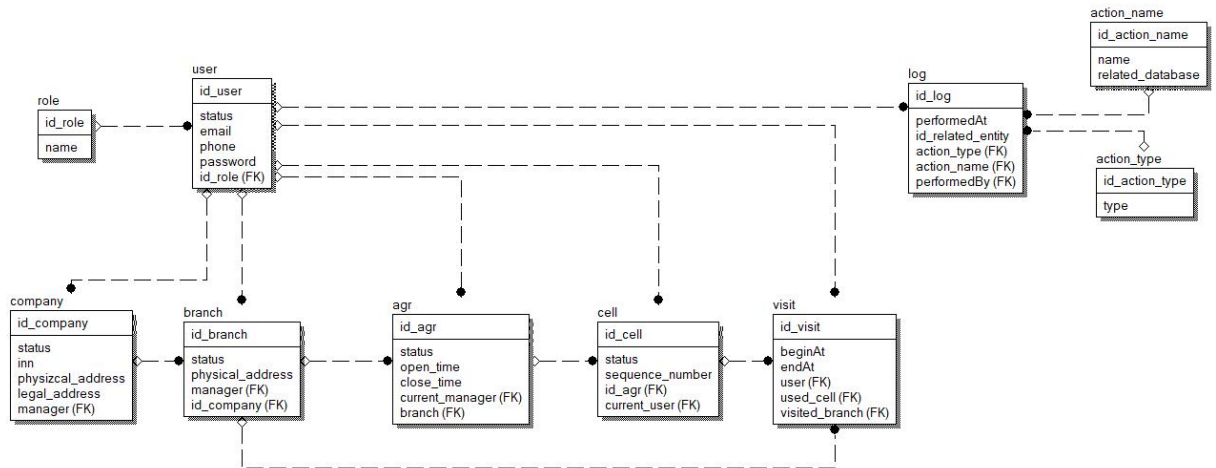 action_name
id_action_name
name
related_database
user
id_user
status
email
phone
password
id_role (FK)
role
id_role
name
log
id_log
performedAt
id_related_entity
action_type (FK)
action_name (FK)
performedBy (FK)
action_type
id_action_type
type
company
id_company
status
inn
physizcal_address
legal_address
manager (FK)
branch
id_branch
status
physical_address
manager (FK)
id_company (FK)
agr
id_agr
status
open_time
close_time
current_manager (FK)
branch (FK)
cell
id_cell
status
sequence_number
id_agr (FK)
current_user (FK)
visit
id_visit
beginAt
endAt
user (FK)
used_cell (FK)
visited_branch (FK)